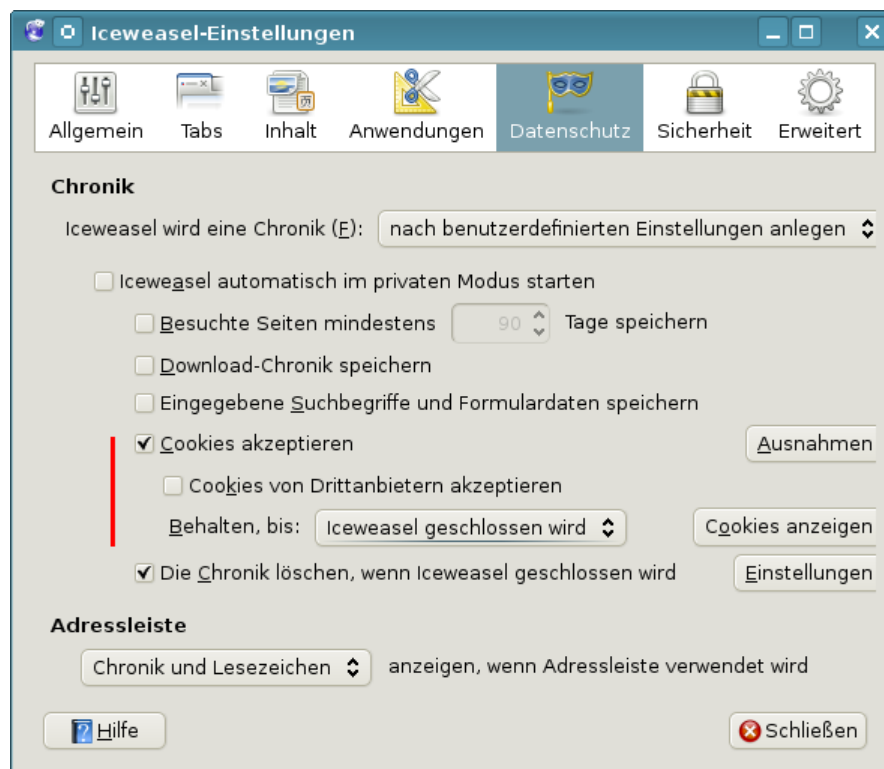 Iceweasel-Einstellungen
Allgemein Tabs Inhalt Anwendungen Datenschutz Sicherheit Erweitert
Chronik
Iceweasel wird eine Chronik (F): nach benutzerdefinierten Einstellungen anlegen
Iceweasel automatisch im privaten Modus starten
Besuchte Seiten mindestens 90 Tage speichern
Download-Chronik speichern
Eingegebene Suchbegriffe und Formulardaten speichern
Cookies akzeptieren Ausnahmen
Cookies von Drittanbietern akzeptieren
Behalten, bis: Iceweasel geschlossen wird Cookies anzeigen
Die Chronik löschen, wenn Iceweasel geschlossen wird Einstellungen
Adressleiste
Chronik und Lesezeichen anzeigen, wenn Adressleiste verwendet wird
Hilfe Schließen